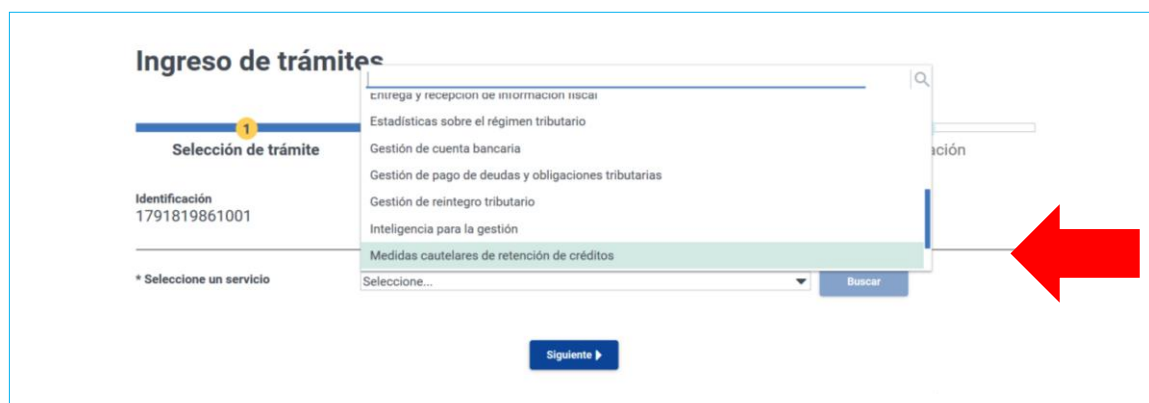 Ingreso de trámites
Entrega y recepción de información fiscal
1
Estadísticas sobre el régimen tributario
Selección de trámite
Gestión de cuenta bancaria
ación
Gestión de pago de deudas y obligaciones tributarias
Identificación
Gestión de reintegro tributario
1791819861001
Inteligencia para la gestión
Medidas cautelares de retención de créditos
* Seleccione un servicio
Seleccione...
Buscar
Siguiente